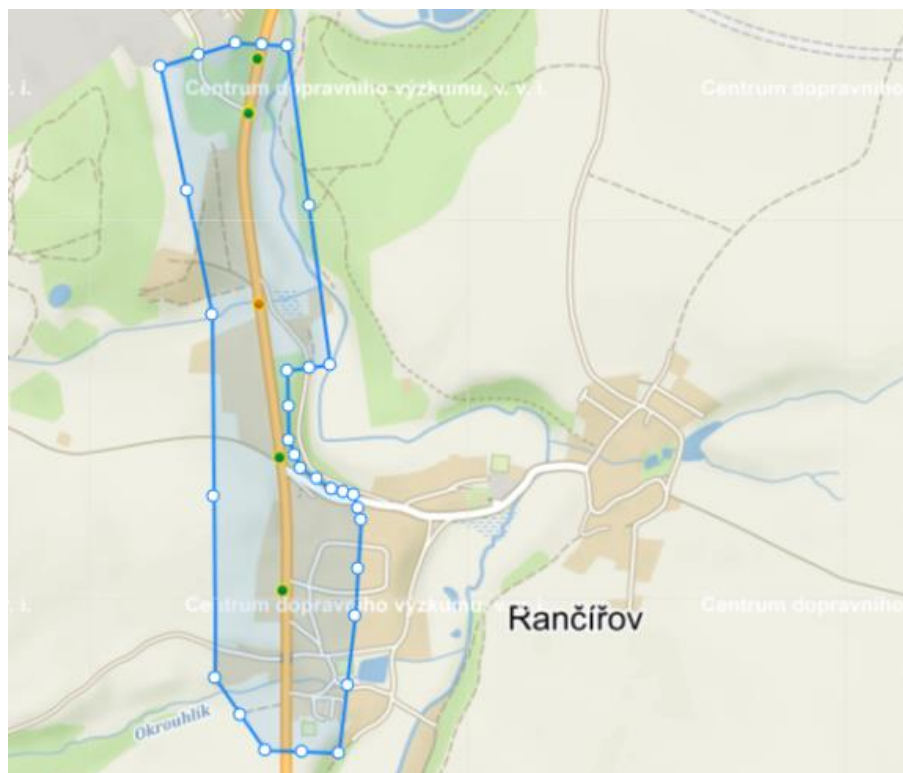 . i.
Centrum dopravního výzkumu, v. v. i.
Centrum dopravního
. i.
Centrum dopravního výzkumu, v. v. i.
Centrum dopravního
Rančířov
Okrouhlík